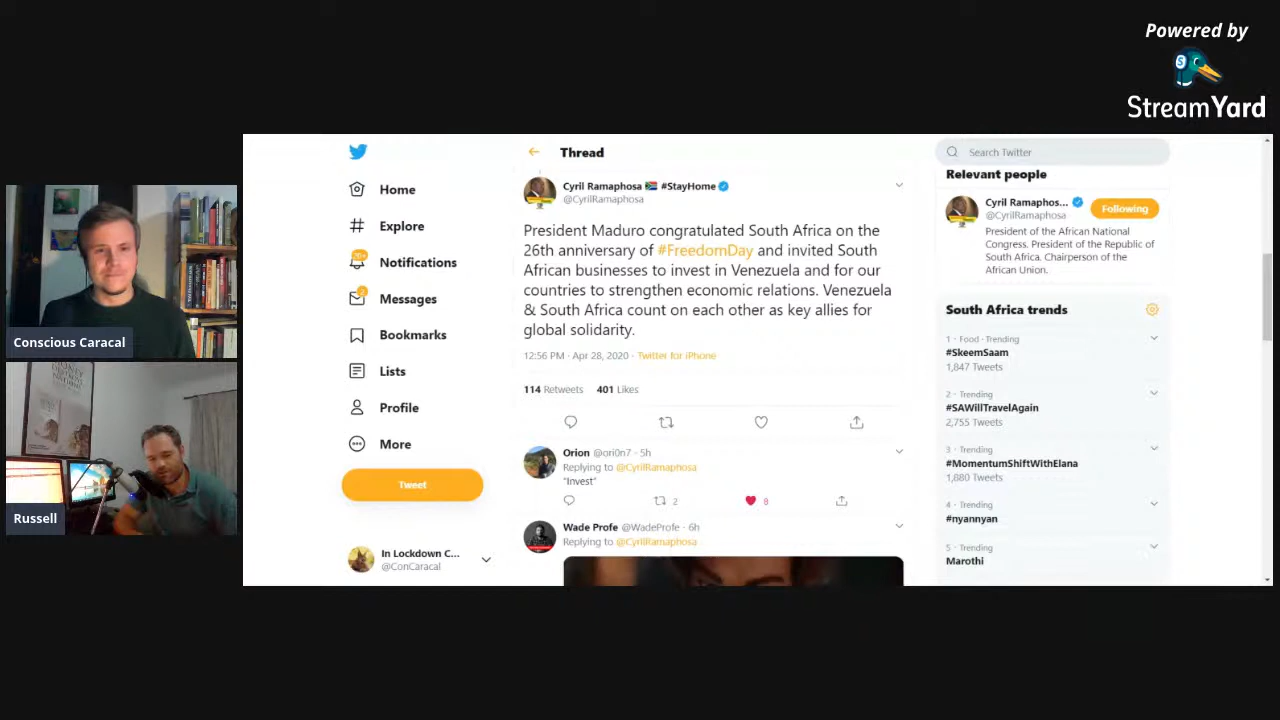 Powered by
StreamYard
Conscious Caracal
Russell
Home
Explore
20+
Notifications
Messages
Bookmarks
Lists
Profile
More
Tweet
In Lockdown C...
@ConCaracal
Thread
Cyril Ramaphosa 🇿🇦 #StayHome
@CyrilRamaphosa
President Maduro congratulated South Africa on the
26th anniversary of #FreedomDay and invited South
African businesses to invest in Venezuela and for our
countries to strengthen economic relations. Venezuela
& South Africa count on each other as key allies for
global solidarity.
12:56 PM · Apr 28, 2020 · Twitter for iPhone
114 Retweets 401 Likes
Orion @ori0n7 · 5h
Replying to @CyrilRamaphosa
"Invest"
2 8
Wade Profe @WadeProfe · 6h
Replying to @CyrilRamaphosa
Search Twitter
Relevant people
Cyril Ramaphos...
@CyrilRamaphosa
Following
President of the African National
Congress. President of the Republic of
South Africa. Chairperson of the
African Union.
South Africa trends
1 · Food · Trending
#SkeemSaam
1,847 Tweets
2 · Trending
#SAWillTravelAgain
2,755 Tweets
3 · Trending
#MomentumShiftWithElana
1,880 Tweets
4 · Trending
#nyannyan
5 · Trending
Marothi